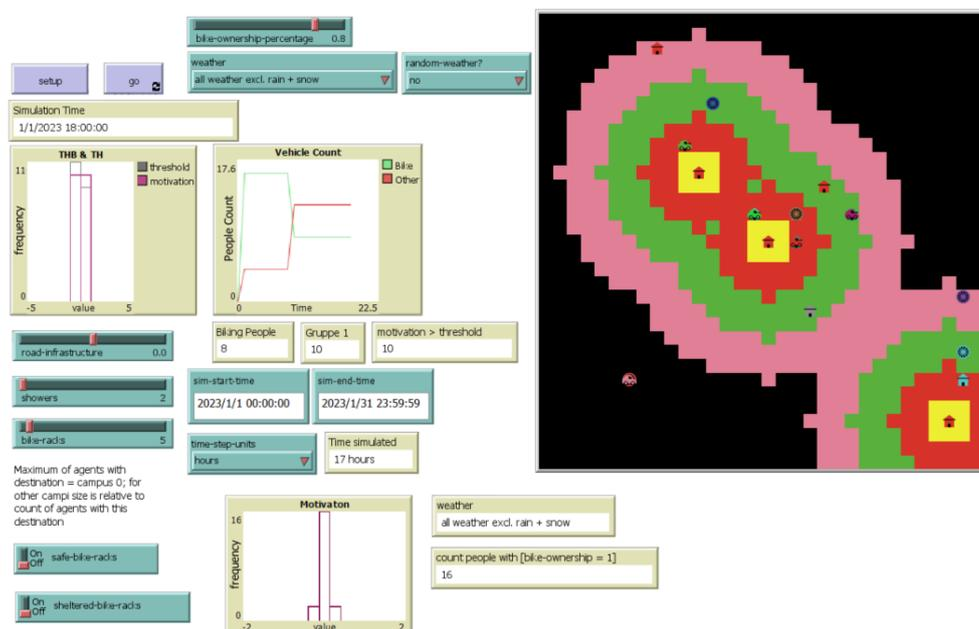 bike-ownership-percentage 0.8
setup
go
weather
all weather excl. rain + snow
random-weather?
no
Simulation Time
1/1/2023 18:00:00
THB & TH
11
frequency
0
-5
value
5
threshold
motivation
Vehicle Count
17.6
People Count
0
0
Time
22.5
Bike
Other
road-infrastructure 0.0
showers 2
bike-racks 5
Biking People
8
Gruppe 1
10
motivation > threshold
10
sim-start-time
2023/1/1 00:00:00
sim-end-time
2023/1/31 23:59:59
time-step-units
hours
Time simulated
17 hours
Maximum of agents with
destination = campus 0; for
other campi size is relative to
count of agents with this
destination
On
Off
safe-bike-racks
On
Off
sheltered-bike-racks
Motivaton
16
frequency
0
-2
value
2
weather
all weather excl. rain + snow
count people with [bike-ownership = 1]
16